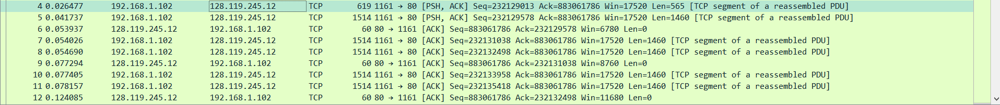 4 0.026477 192.168.1.102 128.119.245.12 TCP 619 1161 → 80 [PSH, ACK] Seq=232129013 Ack=883061786 Win=17520 Len=565 [TCP segment of a reassembled PDU]
5 0.041737 192.168.1.102 128.119.245.12 TCP 1514 1161 → 80 [PSH, ACK] Seq=232129578 Ack=883061786 Win=17520 Len=1460 [TCP segment of a reassembled PDU]
6 0.053937 128.119.245.12 192.168.1.102 TCP 60 80 → 1161 [ACK] Seq=883061786 Ack=232129578 Win=6780 Len=0
7 0.054026 192.168.1.102 128.119.245.12 TCP 1514 1161 → 80 [ACK] Seq=232131038 Ack=883061786 Win=17520 Len=1460 [TCP segment of a reassembled PDU]
8 0.054690 192.168.1.102 128.119.245.12 TCP 1514 1161 → 80 [ACK] Seq=232132498 Ack=883061786 Win=17520 Len=1460 [TCP segment of a reassembled PDU]
9 0.077294 128.119.245.12 192.168.1.102 TCP 60 80 → 1161 [ACK] Seq=883061786 Ack=232131038 Win=8760 Len=0
10 0.077405 192.168.1.102 128.119.245.12 TCP 1514 1161 → 80 [ACK] Seq=232133958 Ack=883061786 Win=17520 Len=1460 [TCP segment of a reassembled PDU]
11 0.078157 192.168.1.102 128.119.245.12 TCP 1514 1161 → 80 [ACK] Seq=232135418 Ack=883061786 Win=17520 Len=1460 [TCP segment of a reassembled PDU]
12 0.124085 128.119.245.12 192.168.1.102 TCP 60 80 → 1161 [ACK] Seq=883061786 Ack=232132498 Win=11680 Len=0